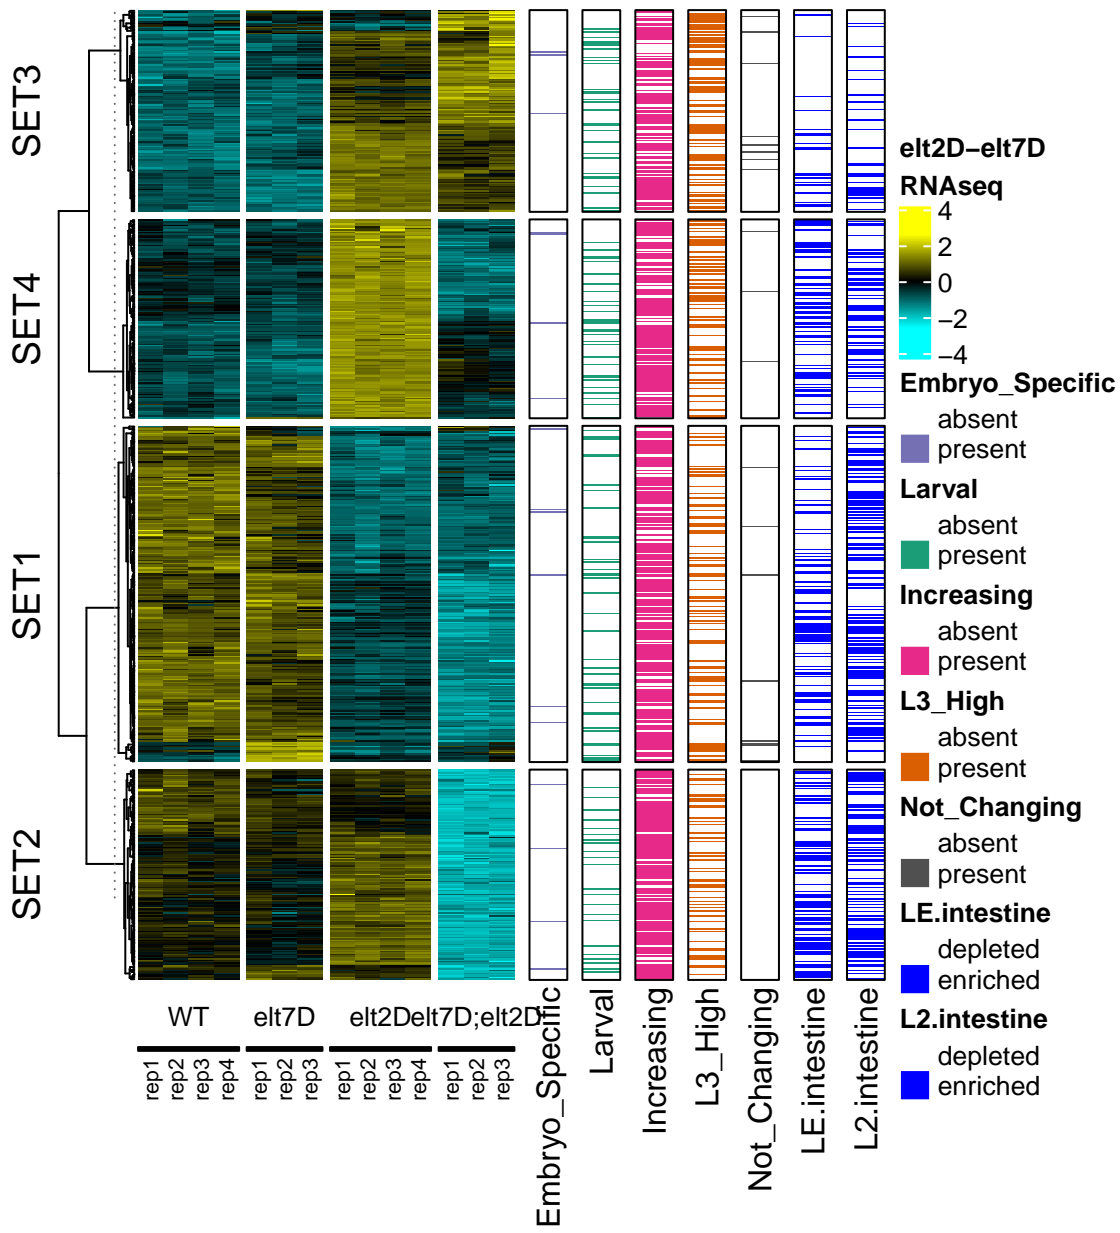 SET3
SET4
SET1
SET2
WT
elt7D
elt2D
elt7D;elt2D
rep1
rep2
rep3
rep4
rep1
rep2
rep3
rep1
rep2
rep3
rep4
rep1
rep2
rep3
Embryo_Specific
Larval
Increasing
L3_High
Not_Changing
LE.intestine
L2.intestine
elt2D−elt7D
RNAseq
4
2
0
−2
−4
Embryo_Specific
absent
present
Larval
absent
present
Increasing
absent
present
L3_High
absent
present
Not_Changing
absent
present
LE.intestine
depleted
enriched
L2.intestine
depleted
enriched